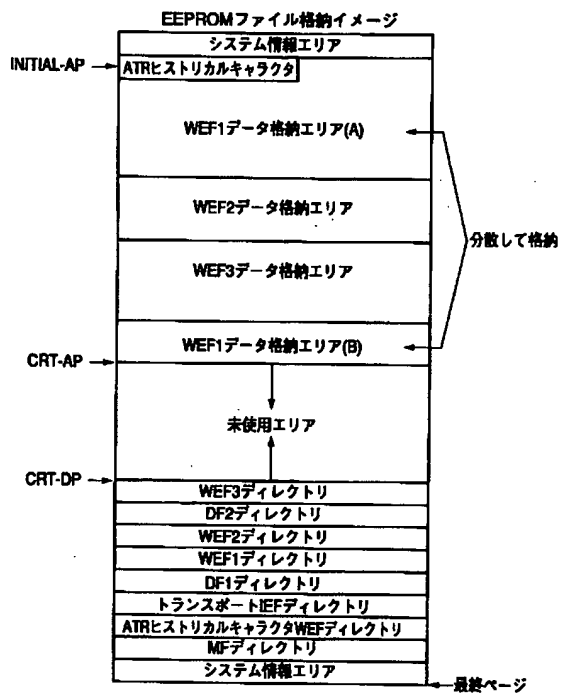 EEPROMファイル格納イメージ
システム情報エリア
INITIAL-AP
ATRヒストリカルキャラクタ
WEF1データ格納エリア(A)
WEF2データ格納エリア
分散して格納
WEF3データ格納エリア
WEF1データ格納エリア(B)
CRT-AP
未使用エリア
CRT-DP
WEF3ディレクトリ
DF2ディレクトリ
WEF2ディレクトリ
WEF1ディレクトリ
DF1ディレクトリ
トランスポートIEFディレクトリ
ATRヒストリカルキャラクタWEFディレクトリ
MFディレクトリ
システム情報エリア
最終ページ